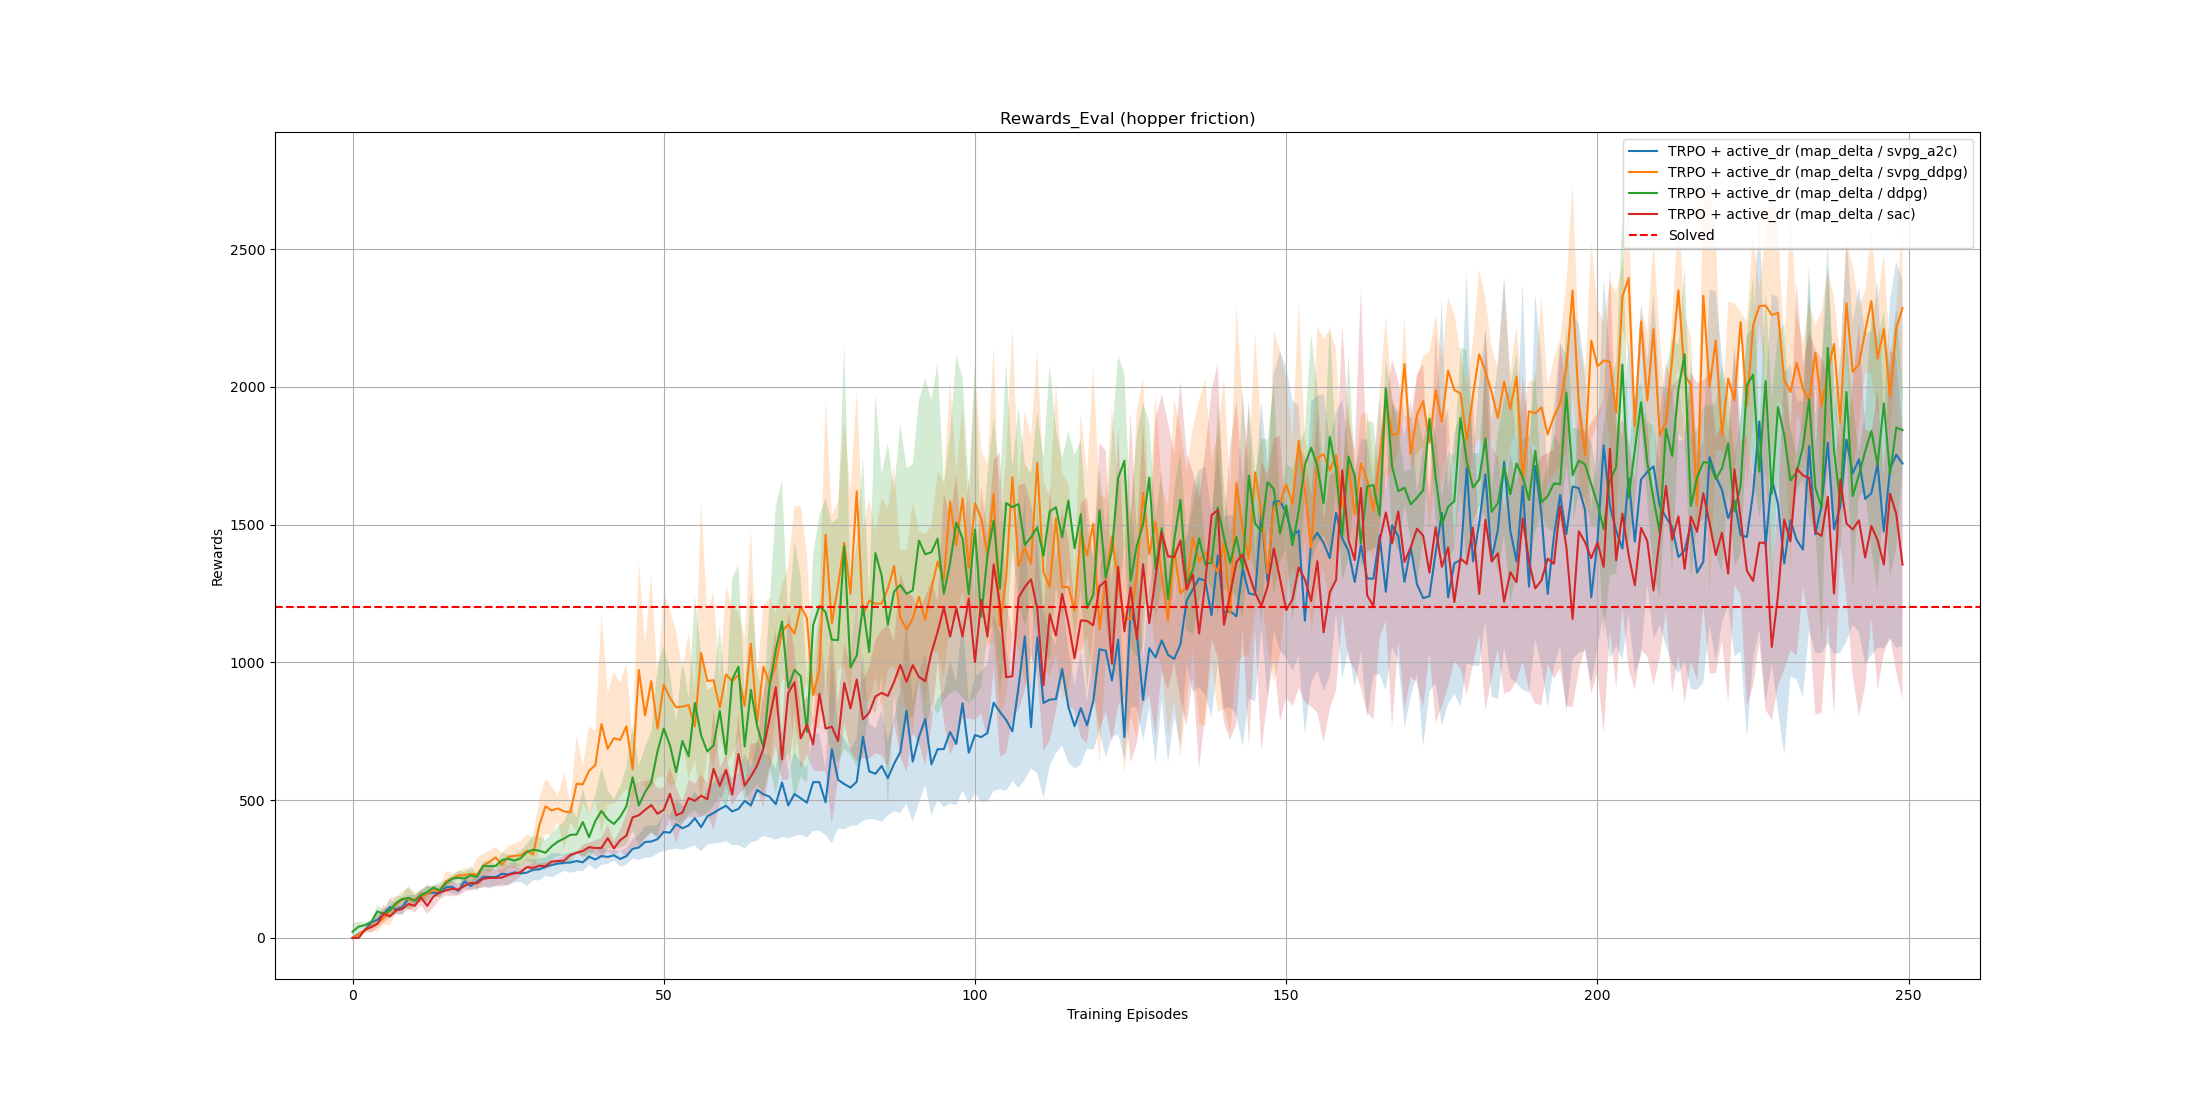 Rewards_Eval (hopper friction)
TRPO + active_dr (map_delta / svpg_a2c)
TRPO + active_dr (map_delta / svpg_ddpg)
TRPO + active_dr (map_delta / ddpg)
TRPO + active_dr (map_delta / sac)
Solved
Rewards
2500
2000
1500
1000
500
0
0 50 100 150 200 250
Training Episodes